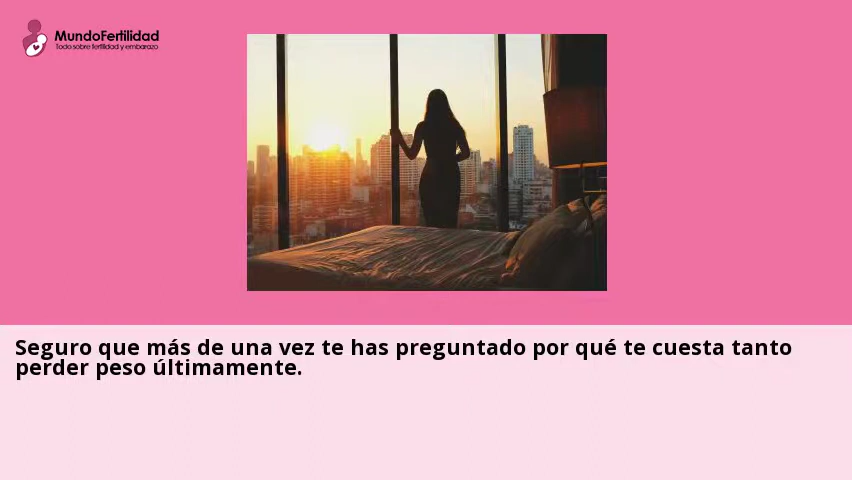 MundoFertilidad
Todo sobre fertilidad y embarazo
Seguro que más de una vez te has preguntado por qué te cuesta tanto
perder peso últimamente.